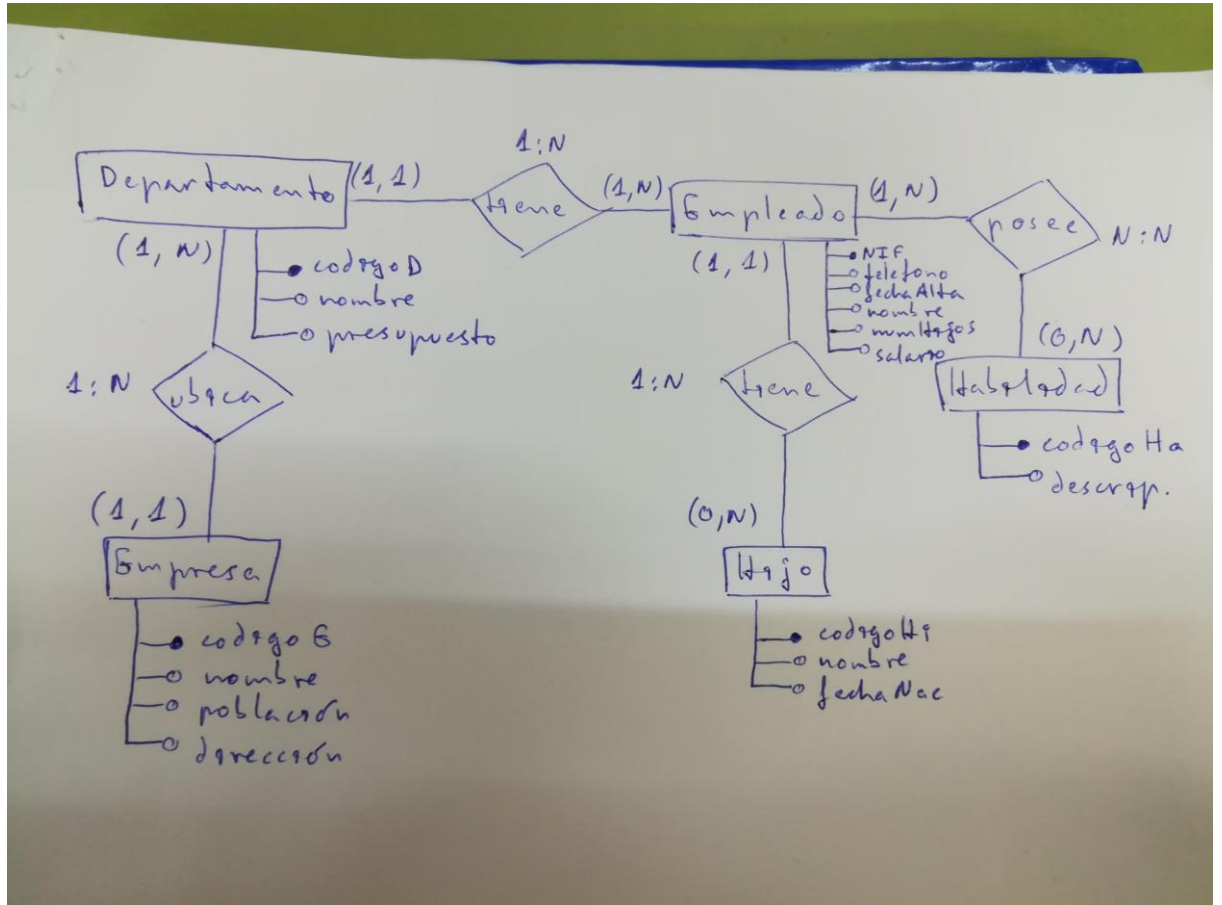 1:N
Departamento (1,1) tiene (1,N) Empleado (1,N) posee N:N
(1,N)
codigoD
nombre
presupuesto
(1,1)
NIF
telefono
fechaAlta
nombre
numHijos
salario
(0,N)
Habilidad
codigoHa
descrip.
1:N ubica
1:N tiene
(1,1)
Empresa
codigoE
nombre
población
dirección
(0,N)
Hijo
codigoHi
nombre
fechaNac